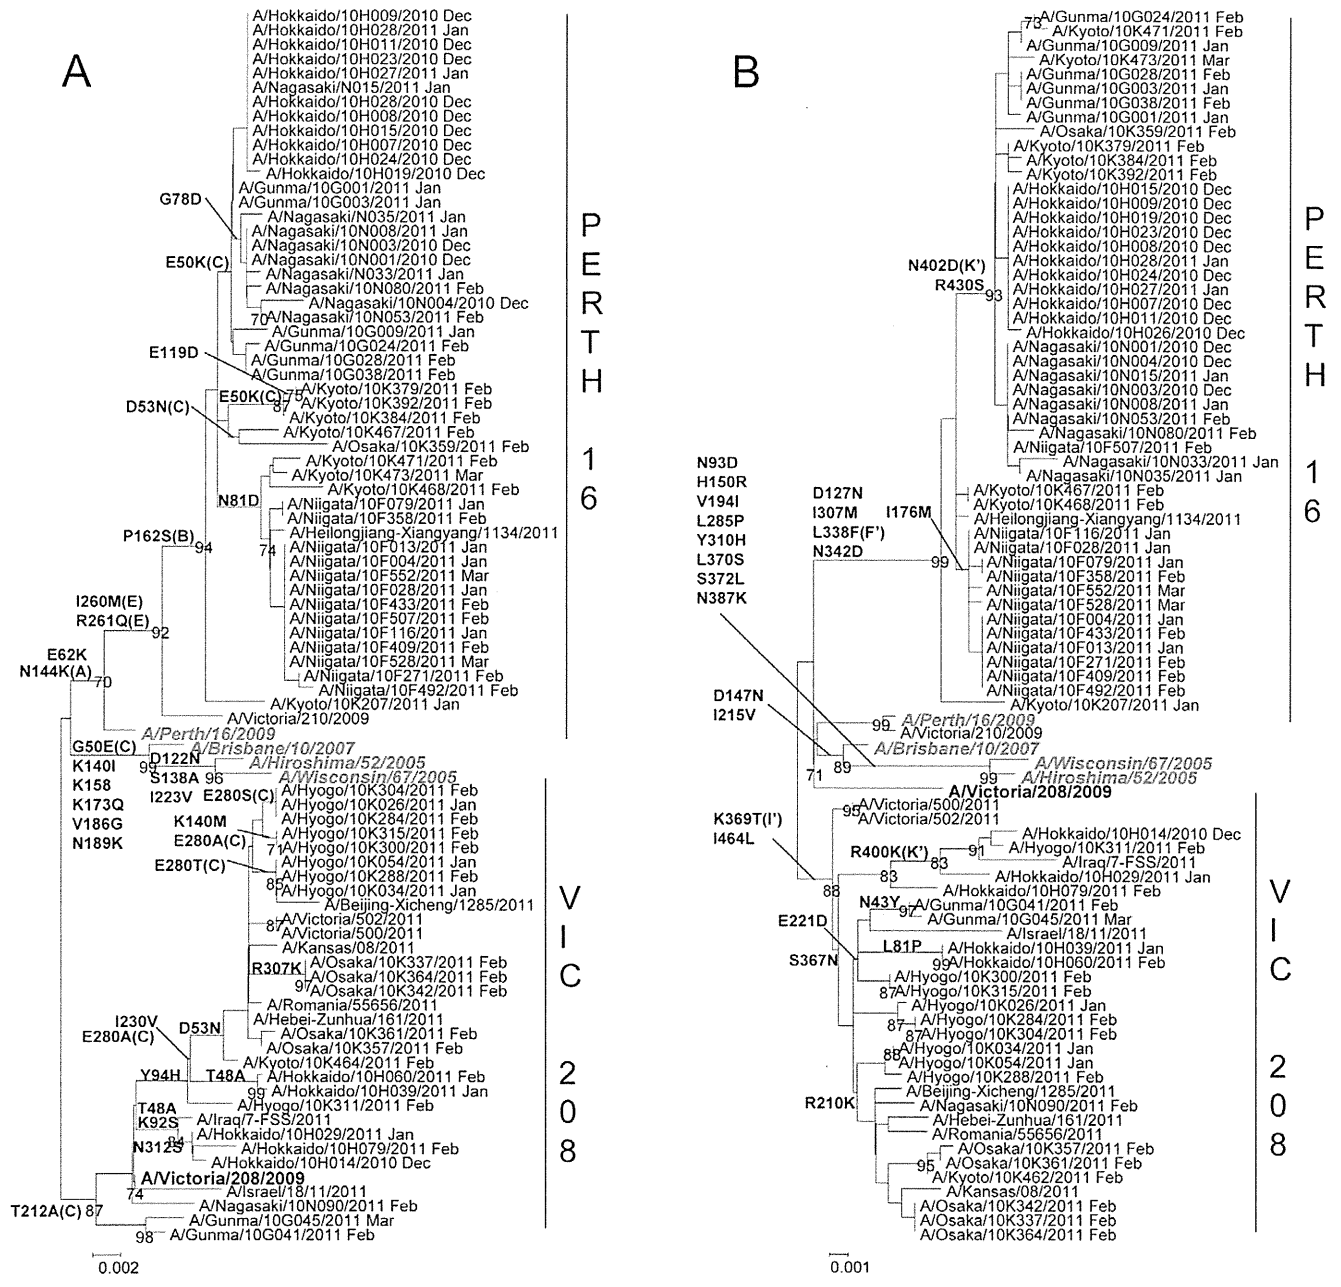 A
A/Hokkaido/10H009/2010 Dec
A/Hokkaido/10H028/2011 Jan
A/Hokkaido/10H011/2010 Dec
A/Hokkaido/10H023/2010 Dec
A/Hokkaido/10H027/2011 Jan
A/Nagasaki/N015/2011 Jan
A/Hokkaido/10H028/2010 Dec
A/Hokkaido/10H008/2010 Dec
A/Hokkaido/10H015/2010 Dec
A/Hokkaido/10H007/2010 Dec
A/Hokkaido/10H024/2010 Dec
A/Hokkaido/10H019/2010 Dec
A/Gunma/10G001/2011 Jan
A/Gunma/10G003/2011 Jan
G78D
A/Nagasaki/N035/2011 Jan
A/Nagasaki/10N008/2011 Jan
A/Nagasaki/10N003/2010 Dec
A/Nagasaki/10N001/2010 Dec
E50K(C)
A/Nagasaki/N033/2011 Jan
A/Nagasaki/10N080/2011 Feb
A/Nagasaki/10N004/2010 Dec
70
A/Nagasaki/10N053/2011 Feb
A/Gunma/10G009/2011 Jan
A/Gunma/10G024/2011 Feb
E119D
A/Gunma/10G028/2011 Feb
A/Gunma/10G038/2011 Feb
75
A/Kyoto/10K379/2011 Feb
E50K(C)
87
A/Kyoto/10K392/2011 Feb
D53N(C)
A/Kyoto/10K384/2011 Feb
A/Kyoto/10K467/2011 Feb
A/Osaka/10K359/2011 Feb
A/Kyoto/10K471/2011 Feb
A/Kyoto/10K473/2011 Mar
A/Kyoto/10K468/2011 Feb
N81D
A/Niigata/10F079/2011 Jan
A/Niigata/10F358/2011 Feb
A/Heilongjiang-Xiangyang/1134/2011
P162S(B)
94
74
A/Niigata/10F013/2011 Jan
A/Niigata/10F004/2011 Jan
A/Niigata/10F552/2011 Mar
A/Niigata/10F028/2011 Jan
A/Niigata/10F433/2011 Feb
A/Niigata/10F507/2011 Feb
A/Niigata/10F116/2011 Jan
A/Niigata/10F409/2011 Feb
A/Niigata/10F528/2011 Mar
A/Niigata/10F271/2011 Feb
A/Niigata/10F492/2011 Feb
I260M(E)
R261Q(E)
92
E62K
N144K(A)
70
A/Kyoto/10K207/2011 Jan
A/Victoria/210/2009
A/Perth/16/2009
PERTH 16
G50E(C)
K140I
K158
K173Q
V186G
N189K
A/Brisbane/10/2007
99
D122N
S138A
I223V
96
A/Hiroshima/52/2005
A/Wisconsin/67/2005
E280S(C)
A/Hyogo/10K304/2011 Feb
A/Hyogo/10K026/2011 Jan
A/Hyogo/10K284/2011 Feb
K140M
A/Hyogo/10K315/2011 Feb
E280A(C)
71
A/Hyogo/10K300/2011 Feb
A/Hyogo/10K054/2011 Jan
E280T(C)
A/Hyogo/10K288/2011 Feb
85
A/Hyogo/10K034/2011 Jan
A/Beijing-Xicheng/1285/2011
87
A/Victoria/502/2011
A/Victoria/500/2011
A/Kansas/08/2011
A/Osaka/10K337/2011 Feb
R307K
A/Osaka/10K364/2011 Feb
97
A/Osaka/10K342/2011 Feb
A/Romania/55656/2011
A/Hebei-Zunhua/161/2011
I230V
E280A(C)
D53N
A/Osaka/10K361/2011 Feb
A/Osaka/10K357/2011 Feb
A/Kyoto/10K464/2011 Feb
Y94H
T48A
A/Hokkaido/10H060/2011 Feb
99
A/Hokkaido/10H039/2011 Jan
A/Hyogo/10K311/2011 Feb
T48A
K92S
A/Iraq/7-FSS/2011
84
A/Hokkaido/10H029/2011 Jan
N312S
A/Hokkaido/10H079/2011 Feb
A/Hokkaido/10H014/2010 Dec
A/Victoria/208/2009
74
A/Israel/18/11/2011
A/Nagasaki/10N090/2011 Feb
T212A(C)
87
A/Gunma/10G045/2011 Mar
98
A/Gunma/10G041/2011 Feb
VIC 208
0.002
B
73
A/Gunma/10G024/2011 Feb
A/Kyoto/10K471/2011 Feb
A/Gunma/10G009/2011 Jan
A/Kyoto/10K473/2011 Mar
A/Gunma/10G028/2011 Feb
A/Gunma/10G003/2011 Jan
A/Gunma/10G038/2011 Feb
A/Gunma/10G001/2011 Jan
A/Osaka/10K359/2011 Feb
A/Kyoto/10K379/2011 Feb
A/Kyoto/10K384/2011 Feb
A/Kyoto/10K392/2011 Feb
A/Hokkaido/10H015/2010 Dec
A/Hokkaido/10H009/2010 Dec
A/Hokkaido/10H019/2010 Dec
A/Hokkaido/10H023/2010 Dec
A/Hokkaido/10H008/2010 Dec
A/Hokkaido/10H028/2011 Jan
N402D(K')
R430S
93
A/Hokkaido/10H024/2010 Dec
A/Hokkaido/10H027/2011 Jan
A/Hokkaido/10H007/2010 Dec
A/Hokkaido/10H011/2010 Dec
A/Hokkaido/10H026/2010 Dec
A/Nagasaki/10N001/2010 Dec
A/Nagasaki/10N004/2010 Dec
A/Nagasaki/10N015/2011 Jan
A/Nagasaki/10N003/2010 Dec
A/Nagasaki/10N008/2011 Jan
A/Nagasaki/10N053/2011 Feb
A/Nagasaki/10N080/2011 Feb
A/Niigata/10F507/2011 Feb
A/Nagasaki/10N033/2011 Jan
A/Nagasaki/10N035/2011 Jan
A/Kyoto/10K467/2011 Feb
A/Kyoto/10K468/2011 Feb
A/Heilongjiang-Xiangyang/1134/2011
A/Niigata/10F116/2011 Jan
A/Niigata/10F028/2011 Jan
D127N
I307M
L338F(F')
N342D
I176M
99
A/Niigata/10F079/2011 Jan
A/Niigata/10F358/2011 Feb
A/Niigata/10F552/2011 Mar
A/Niigata/10F528/2011 Mar
A/Niigata/10F004/2011 Jan
A/Niigata/10F433/2011 Feb
A/Niigata/10F013/2011 Jan
A/Niigata/10F271/2011 Feb
A/Niigata/10F409/2011 Feb
A/Niigata/10F492/2011 Feb
A/Kyoto/10K207/2011 Jan
N93D
H150R
V194I
L285P
Y310H
L370S
S372L
N387K
D147N
I215V
99
A/Perth/16/2009
A/Victoria/210/2009
PERTH 16
A/Brisbane/10/2007
71
89
A/Wisconsin/67/2005
99
A/Hiroshima/52/2005
A/Victoria/208/2009
K369T(I')
I464L
88
95
A/Victoria/500/2011
A/Victoria/502/2011
A/Hokkaido/10H014/2010 Dec
91
A/Hyogo/10K311/2011 Feb
R400K(K')
83
A/Iraq/7-FSS/2011
83
A/Hokkaido/10H029/2011 Jan
A/Hokkaido/10H079/2011 Feb
N43Y
97
A/Gunma/10G041/2011 Feb
A/Gunma/10G045/2011 Mar
E221D
A/Israel/18/11/2011
L81P
A/Hokkaido/10H039/2011 Jan
S367N
99
A/Hokkaido/10H060/2011 Feb
A/Hyogo/10K300/2011 Feb
87
A/Hyogo/10K315/2011 Feb
A/Hyogo/10K026/2011 Jan
87
A/Hyogo/10K284/2011 Feb
87
A/Hyogo/10K304/2011 Feb
88
A/Hyogo/10K034/2011 Jan
A/Hyogo/10K054/2011 Jan
A/Hyogo/10K288/2011 Feb
A/Beijing-Xicheng/1285/2011
R210K
A/Nagasaki/10N090/2011 Feb
A/Hebei-Zunhua/161/2011
A/Romania/55656/2011
A/Osaka/10K357/2011 Feb
95
A/Osaka/10K361/2011 Feb
A/Kyoto/10K462/2011 Feb
A/Kansas/08/2011
A/Osaka/10K342/2011 Feb
A/Osaka/10K337/2011 Feb
A/Osaka/10K364/2011 Feb
VIC 208
0.001